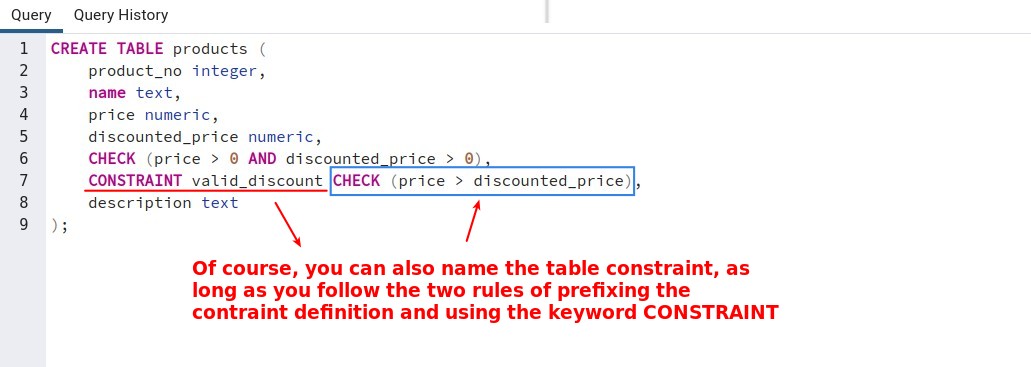 Query Query History
1 CREATE TABLE products (
2 product_no integer,
3 name text,
4 price numeric,
5 discounted_price numeric,
6 CHECK (price > 0 AND discounted_price > 0),
7 CONSTRAINT valid_discount CHECK (price > discounted_price),
8 description text
9 );
Of course, you can also name the table constraint, as
long as you follow the two rules of prefixing the
contraint definition and using the keyword CONSTRAINT